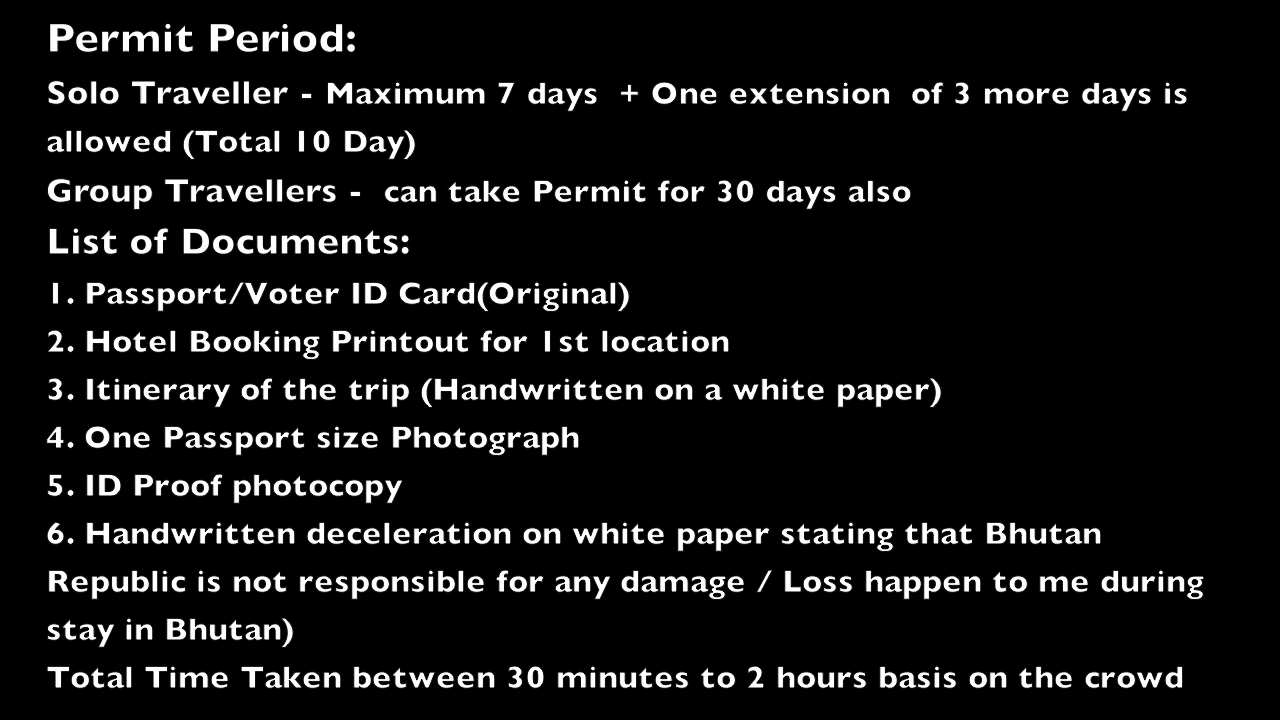 Permit Period:
Solo Traveller - Maximum 7 days + One extension of 3 more days is
allowed (Total 10 Day)
Group Travellers - can take Permit for 30 days also
List of Documents:
1. Passport/Voter ID Card(Original)
2. Hotel Booking Printout for 1st location
3. Itinerary of the trip (Handwritten on a white paper)
4. One Passport size Photograph
5. ID Proof photocopy
6. Handwritten deceleration on white paper stating that Bhutan
Republic is not responsible for any damage / Loss happen to me during
stay in Bhutan)
Total Time Taken between 30 minutes to 2 hours basis on the crowd